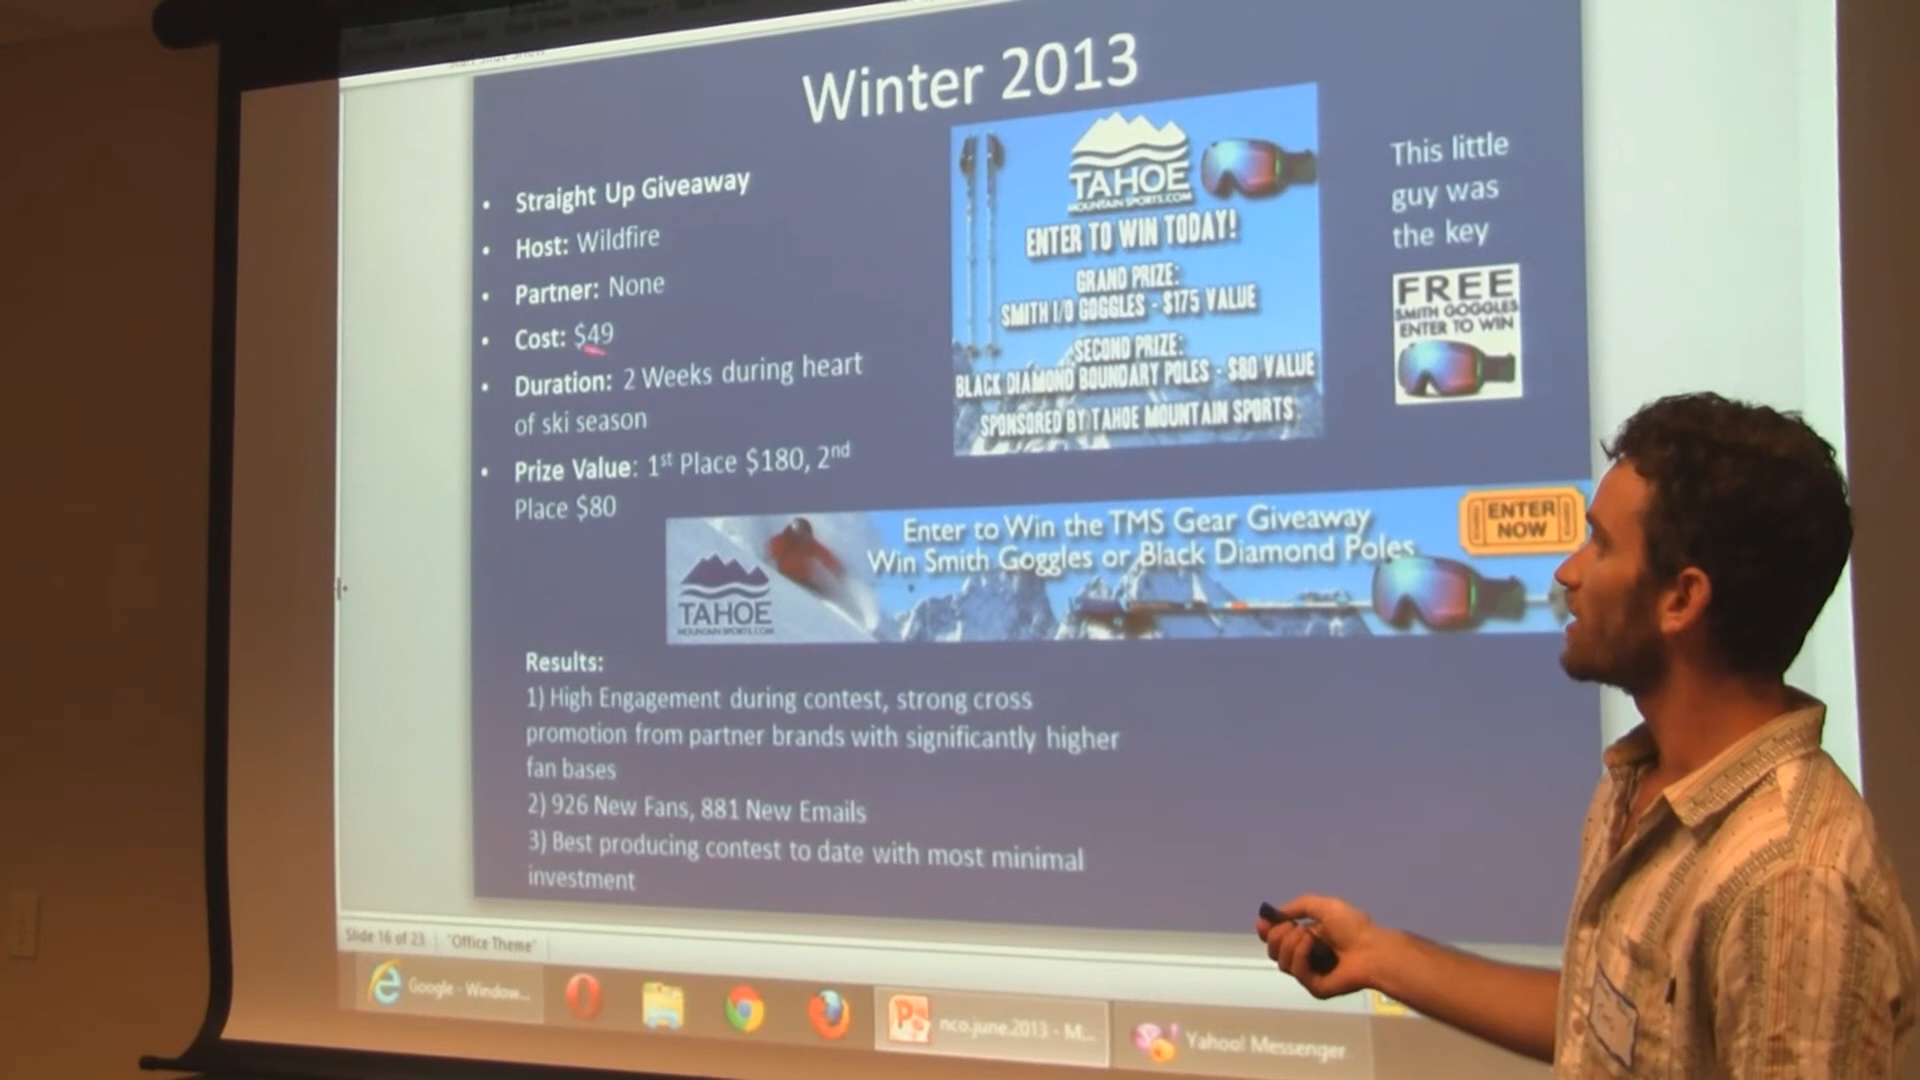 Winter 2013
• Straight Up Giveaway
• Host: Wildfire
• Partner: None
• Cost: $49
• Duration: 2 Weeks during heart
of ski season
• Prize Value: 1st Place $180, 2nd
Place $80
TAHOE
MOUNTAIN SPORTS.COM
ENTER TO WIN TODAY!
GRAND PRIZE:
SMITH I/O GOGGLES - $175 VALUE
SECOND PRIZE:
BLACK DIAMOND BOUNDARY POLES - $80 VALUE
SPONSORED BY TAHOE MOUNTAIN SPORTS
This little
guy was
the key
FREE
SMITH GOGGLES
ENTER TO WIN
Enter to Win the TMS Gear Giveaway
Win Smith Goggles or Black Diamond Poles
ENTER
NOW
TAHOE
MOUNTAIN SPORTS.COM
Results:
1) High Engagement during contest, strong cross
promotion from partner brands with significantly higher
fan bases
2) 926 New Fans, 881 New Emails
3) Best producing contest to date with most minimal
investment
Slide 16 of 23 "Office Theme"
Google - Window...
nco.june.2013 - M...
Yahoo! Messenger